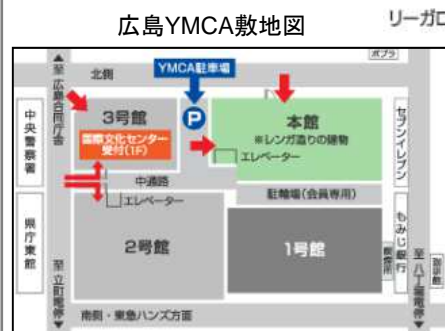 広島YMCA敷地図
リーガロ
ポプラ
▲至 広島合同庁舎
北側
YMCA駐車場
P
3号館
国際文化センター
受付(1F)
本館
※レンガ造りの建物
エレベーター
中央警察署
セブンイレブン
中通路
エレベーター
駐輪場(会員専用)
県庁東館
2号館
1号館
もみじ銀行
至 立町電停▼
至 八丁堀電停▼
南側・東急ハンズ方面